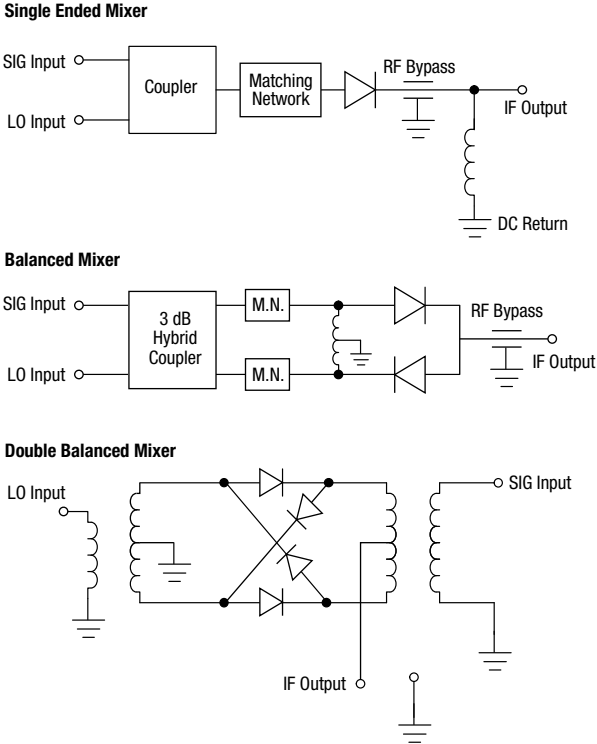 Single Ended Mixer
SIG Input
LO Input
Coupler
Matching
Network
RF Bypass
IF Output
DC Return
Balanced Mixer
SIG Input
LO Input
3 dB
Hybrid
Coupler
M.N.
M.N.
RF Bypass
IF Output
Double Balanced Mixer
LO Input
SIG Input
IF Output